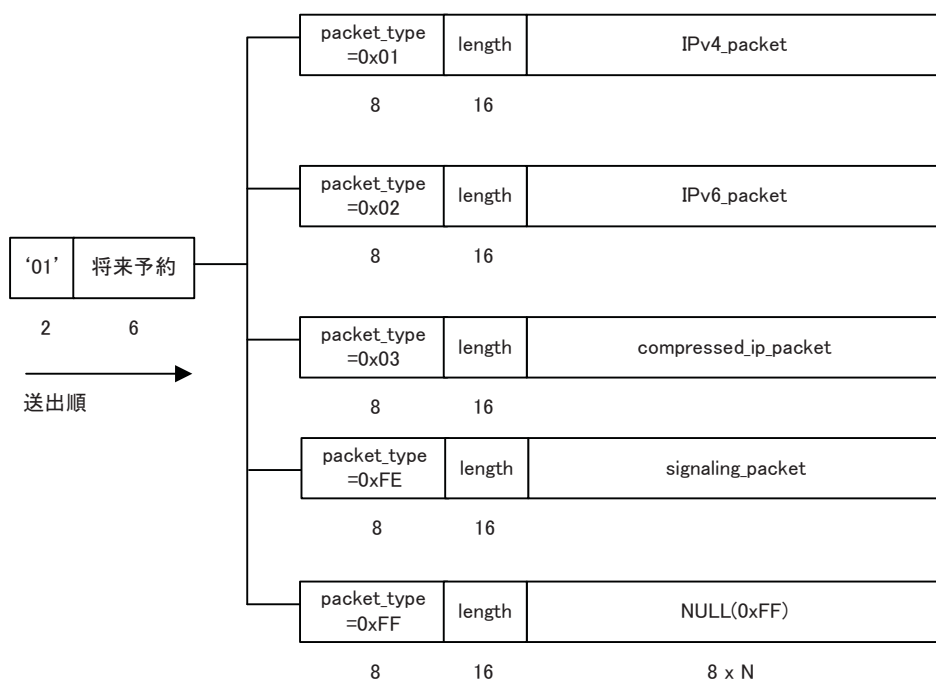 packet_type
=0x01
length
IPv4_packet
8
16
packet_type
=0x02
length
IPv6_packet
8
16
‘01’
将来予約
2
6
送出順
packet_type
=0x03
length
compressed_ip_packet
8
16
packet_type
=0xFE
length
signaling_packet
8
16
packet_type
=0xFF
length
NULL(0xFF)
8
16
8 x N